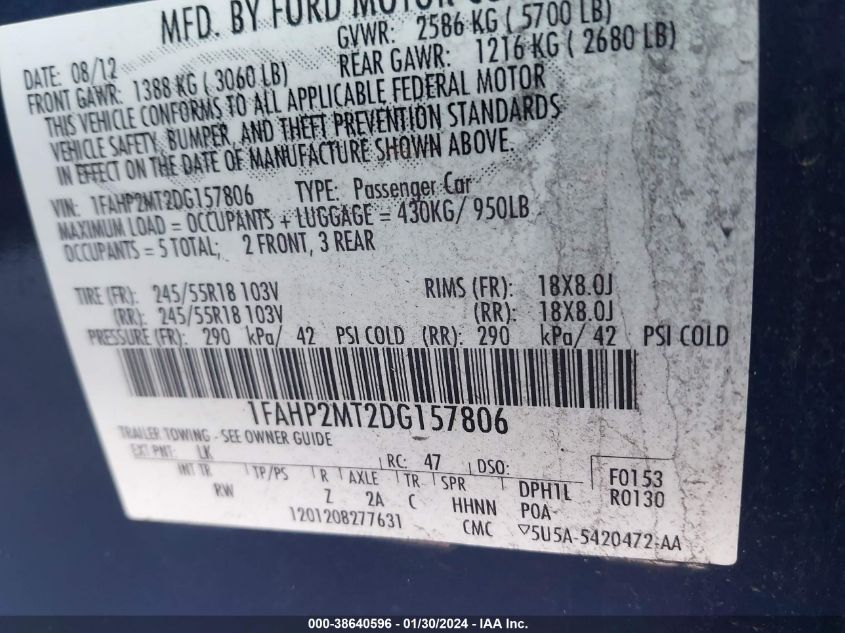 MFD. BY FORD MOTOR CO
DATE: 08/12 GVWR: 2586 KG ( 5700 LB)
FRONT GAWR: 1388 KG ( 3060 LB) REAR GAWR: 1216 KG ( 2680 LB)
THIS VEHICLE CONFORMS TO ALL APPLICABLE FEDERAL MOTOR
VEHICLE SAFETY, BUMPER, AND THEFT PREVENTION STANDARDS
IN EFFECT ON THE DATE OF MANUFACTURE SHOWN ABOVE.
VIN: 1FAHP2MT2DG157806 TYPE: Passenger Car
MAXIMUM LOAD = OCCUPANTS + LUGGAGE = 430KG/ 950LB
OCCUPANTS = 5 TOTAL; 2 FRONT, 3 REAR
TIRE (FR): 245/55R18 103V RIMS (FR): 18X8.0J
(RR): 245/55R18 103V (RR): 18X8.0J
PRESSURE (FR): 290 kPa/ 42 PSI COLD (RR): 290 kPa/ 42 PSI COLD
1FAHP2MT2DG157806
TRAILER TOWING - SEE OWNER GUIDE
EXT PNT: LK RC: 47 DSO: F0153
INT TR TP/PS R AXLE TR SPR DPH1L R0130
RW Z 2A C HHNN POA-
1201208277631 CMC ▽5U5A-5420472-AA
000-38640596 - 01/30/2024 - IAA Inc.